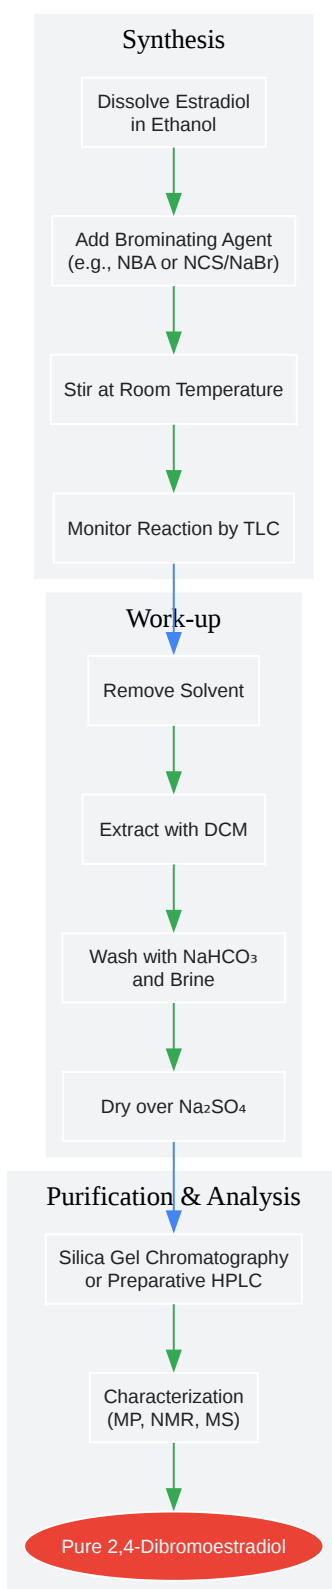 Synthesis
Dissolve Estradiol
in Ethanol
Add Brominating Agent
(e.g., NBA or NCS/NaBr)
Stir at Room Temperature
Monitor Reaction by TLC
Work-up
Remove Solvent
Extract with DCM
Wash with NaHCO₃
and Brine
Dry over Na₂SO₄
Purification & Analysis
Silica Gel Chromatography
or Preparative HPLC
Characterization
(MP, NMR, MS)
Pure 2,4-Dibromoestradiol